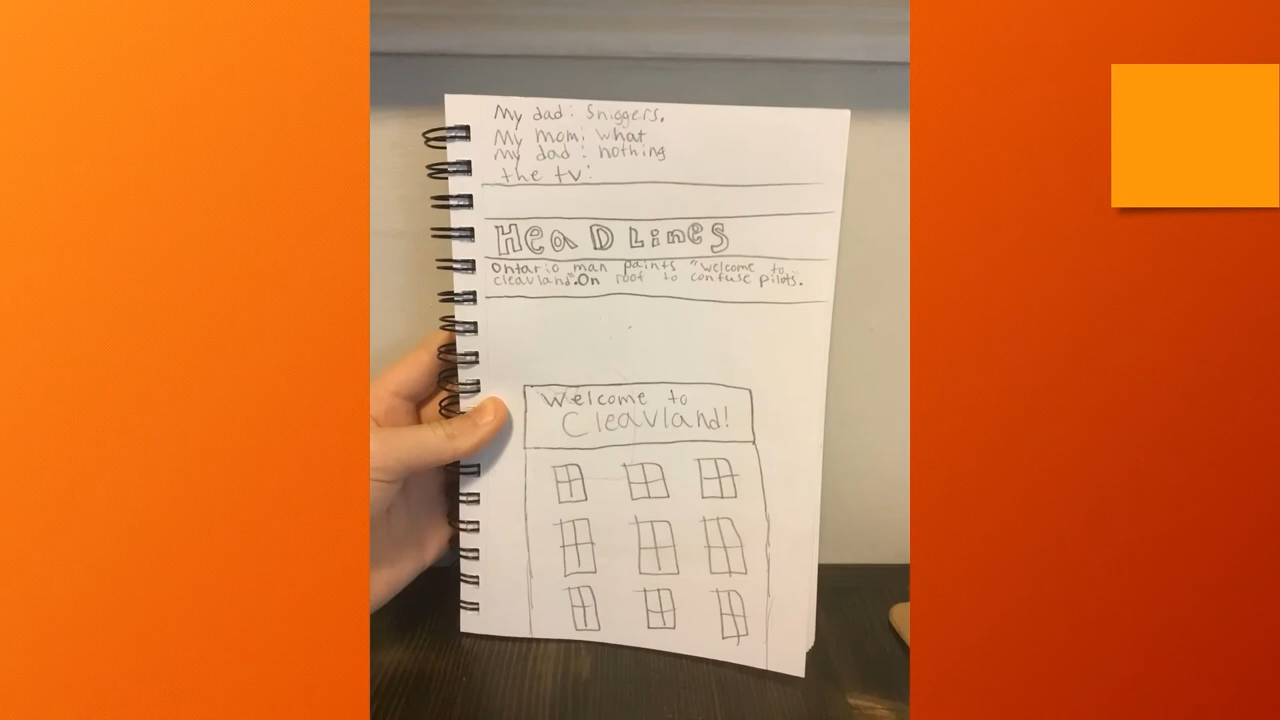 My dad: Sniggers.
My mom: what
My dad: nothing
the tv:
HeaDLineS
Ontario man paints "welcome to
cleavland".On roof to confuse pilots.
Welcome to
Cleavland!